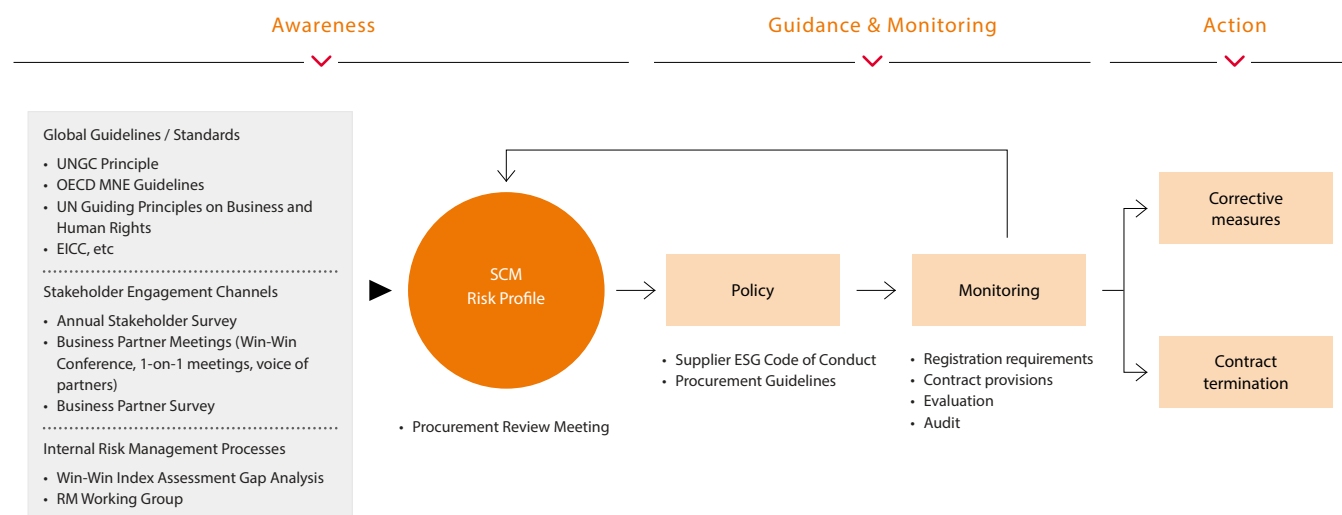 Awareness
Guidance & Monitoring
Action
Global Guidelines / Standards
• UNGC Principle
• OECD MNE Guidelines
• UN Guiding Principles on Business and
Human Rights
• EICC, etc
Stakeholder Engagement Channels
• Annual Stakeholder Survey
• Business Partner Meetings (Win-Win
Conference, 1-on-1 meetings, voice of
partners)
• Business Partner Survey
Internal Risk Management Processes
• Win-Win Index Assessment Gap Analysis
• RM Working Group
SCM
Risk Profile
• Procurement Review Meeting
Policy
• Supplier ESG Code of Conduct
• Procurement Guidelines
Monitoring
• Registration requirements
• Contract provisions
• Evaluation
• Audit
Corrective
measures
Contract
termination